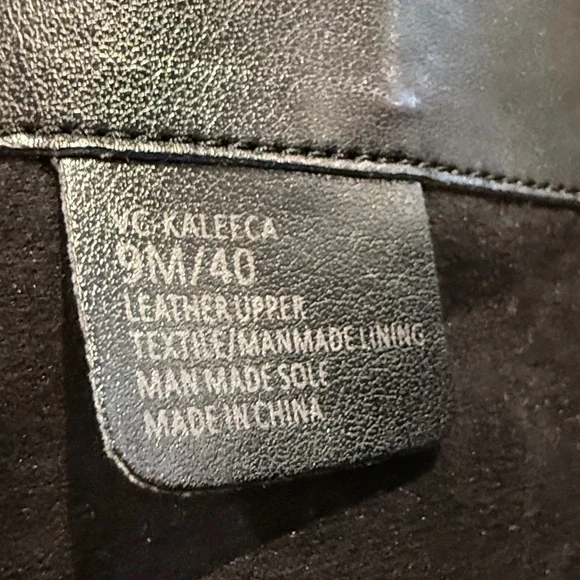 VC-KALEECA
9M/40
LEATHER UPPER
TEXTILE/MANMADE LINING
MAN MADE SOLE
MADE IN CHINA